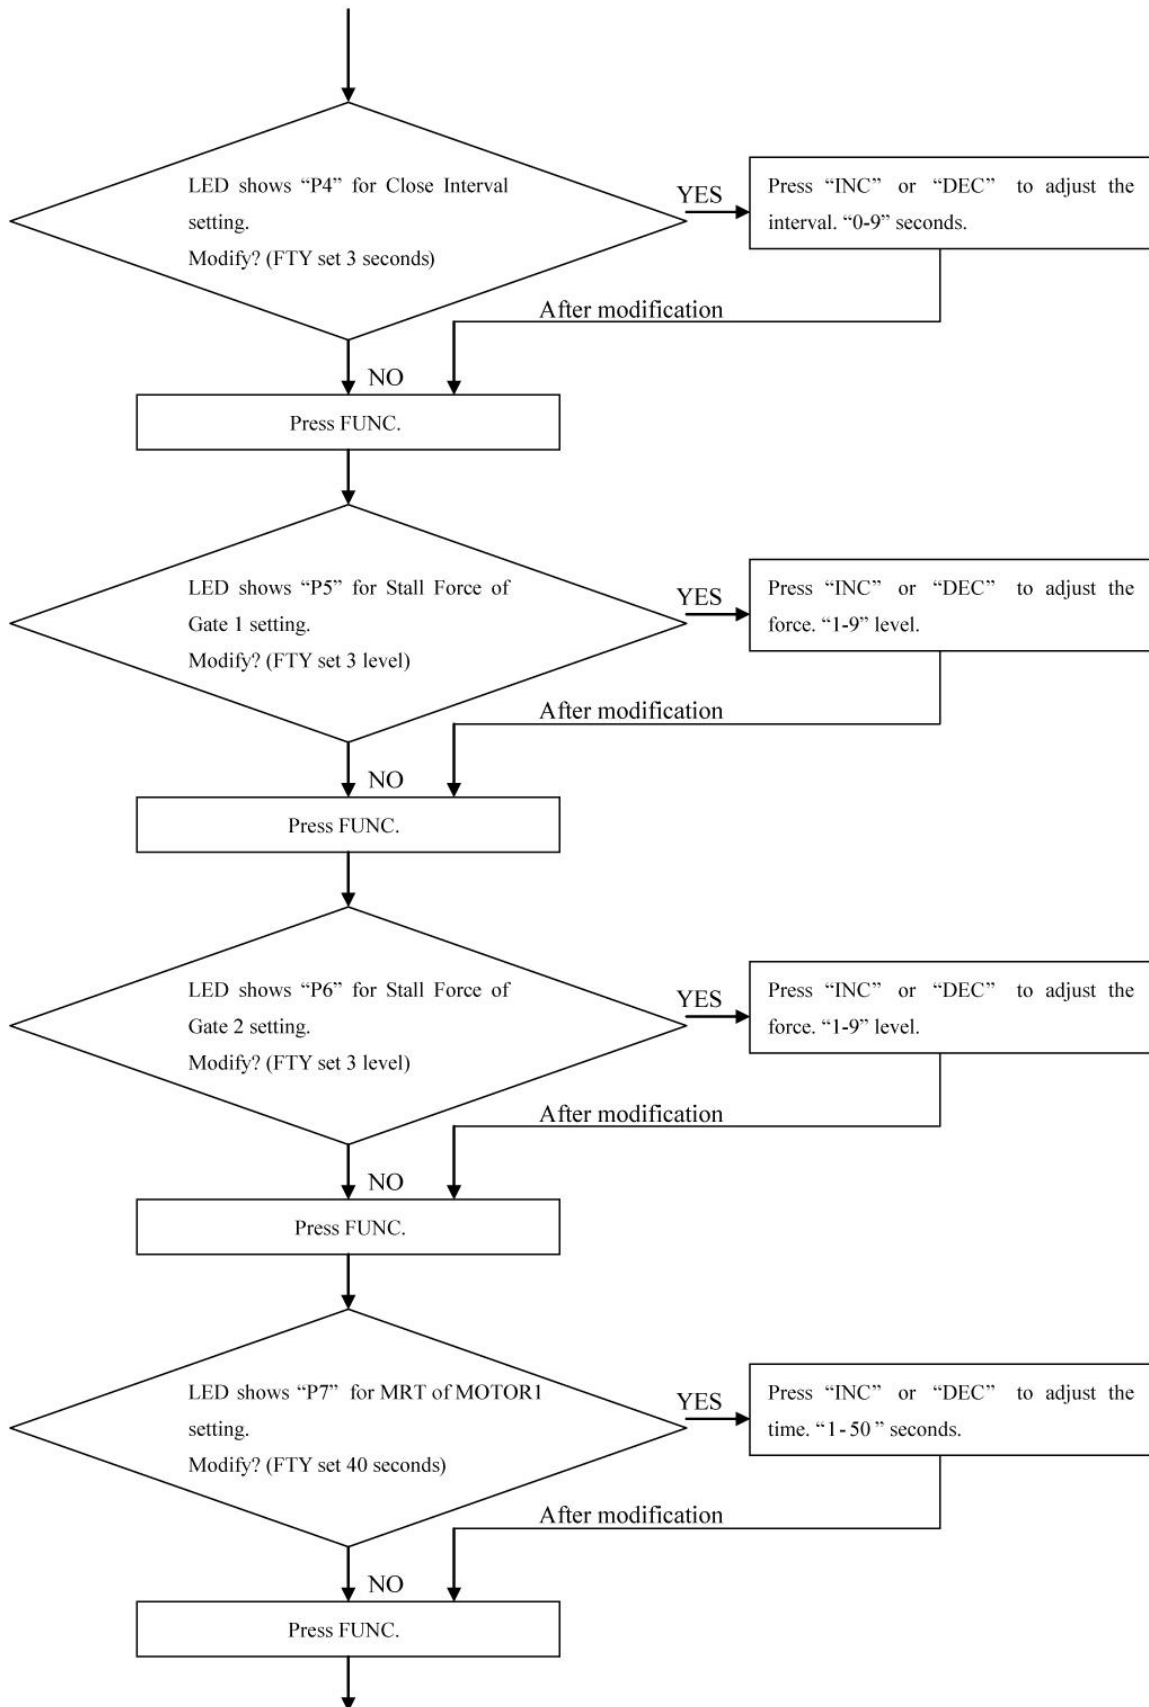 LED shows “P4” for Close Interval
setting.
Modify? (FTY set 3 seconds)
YES
Press “INC” or “DEC” to adjust the
interval. “0-9” seconds.
After modification
NO
Press FUNC.
LED shows “P5” for Stall Force of
Gate 1 setting.
Modify? (FTY set 3 level)
YES
Press “INC” or “DEC” to adjust the
force. “1-9” level.
After modification
NO
Press FUNC.
LED shows “P6” for Stall Force of
Gate 2 setting.
Modify? (FTY set 3 level)
YES
Press “INC” or “DEC” to adjust the
force. “1-9” level.
After modification
NO
Press FUNC.
LED shows “P7” for MRT of MOTOR1
setting.
Modify? (FTY set 40 seconds)
YES
Press “INC” or “DEC” to adjust the
time. “1-50” seconds.
After modification
NO
Press FUNC.